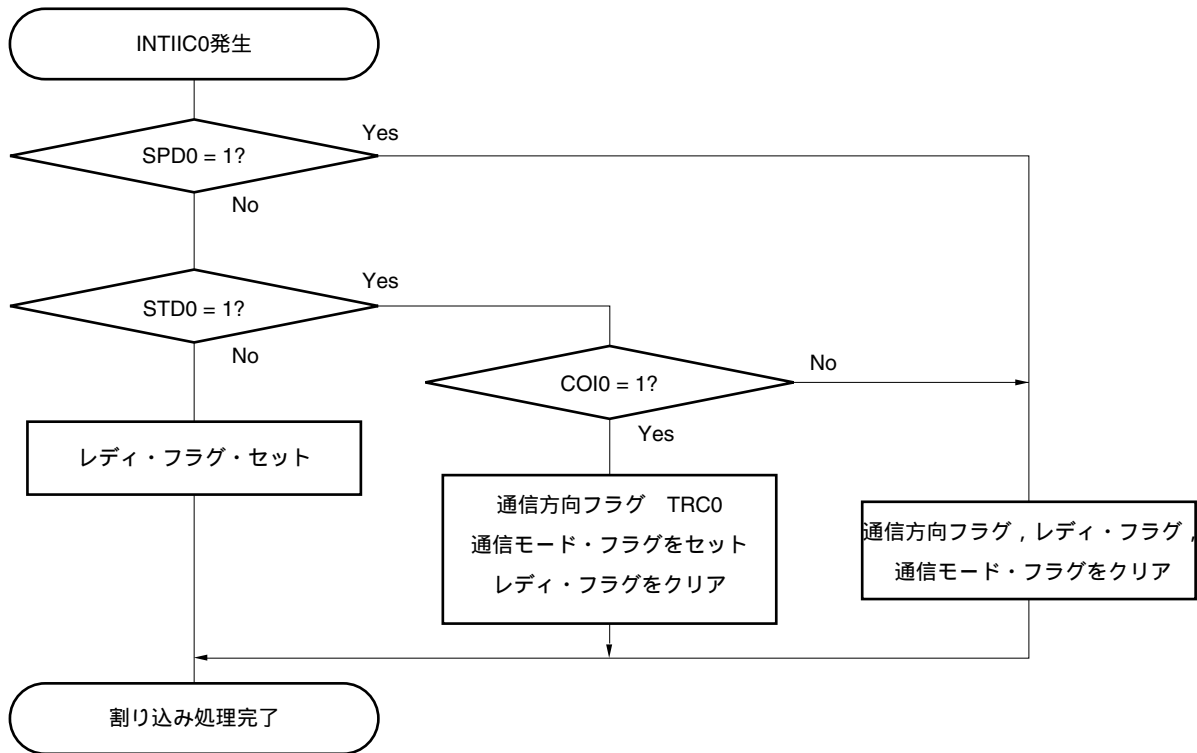 INTIIC0発生
SPD0 = 1?
Yes
No
STD0 = 1?
Yes
No
COI0 = 1?
No
Yes
レディ・フラグ・セット
通信方向フラグ　TRC0
通信モード・フラグをセット
レディ・フラグをクリア
通信方向フラグ，レディ・フラグ，
通信モード・フラグをクリア
割り込み処理完了